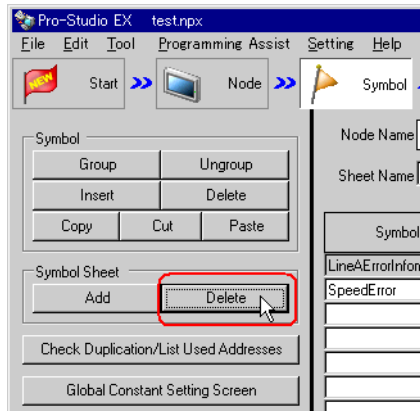 Pro-Studio EX test.npx
File Edit Tool Programming Assist Setting Help
NEW Start Node Symbol
Symbol
Group Ungroup
Insert Delete
Copy Cut Paste
Symbol Sheet
Add Delete
Check Duplication/List Used Addresses
Global Constant Setting Screen
Node Name
Sheet Name
Symbol
LineAErrorInfor
SpeedError